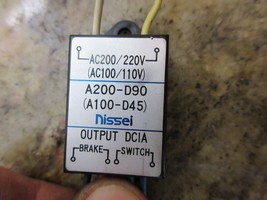 AC200/220V
(AC100/110V)
A200-D90
(A100-D45)
nissei
OUTPUT DC1A
BRAKE SWITCH